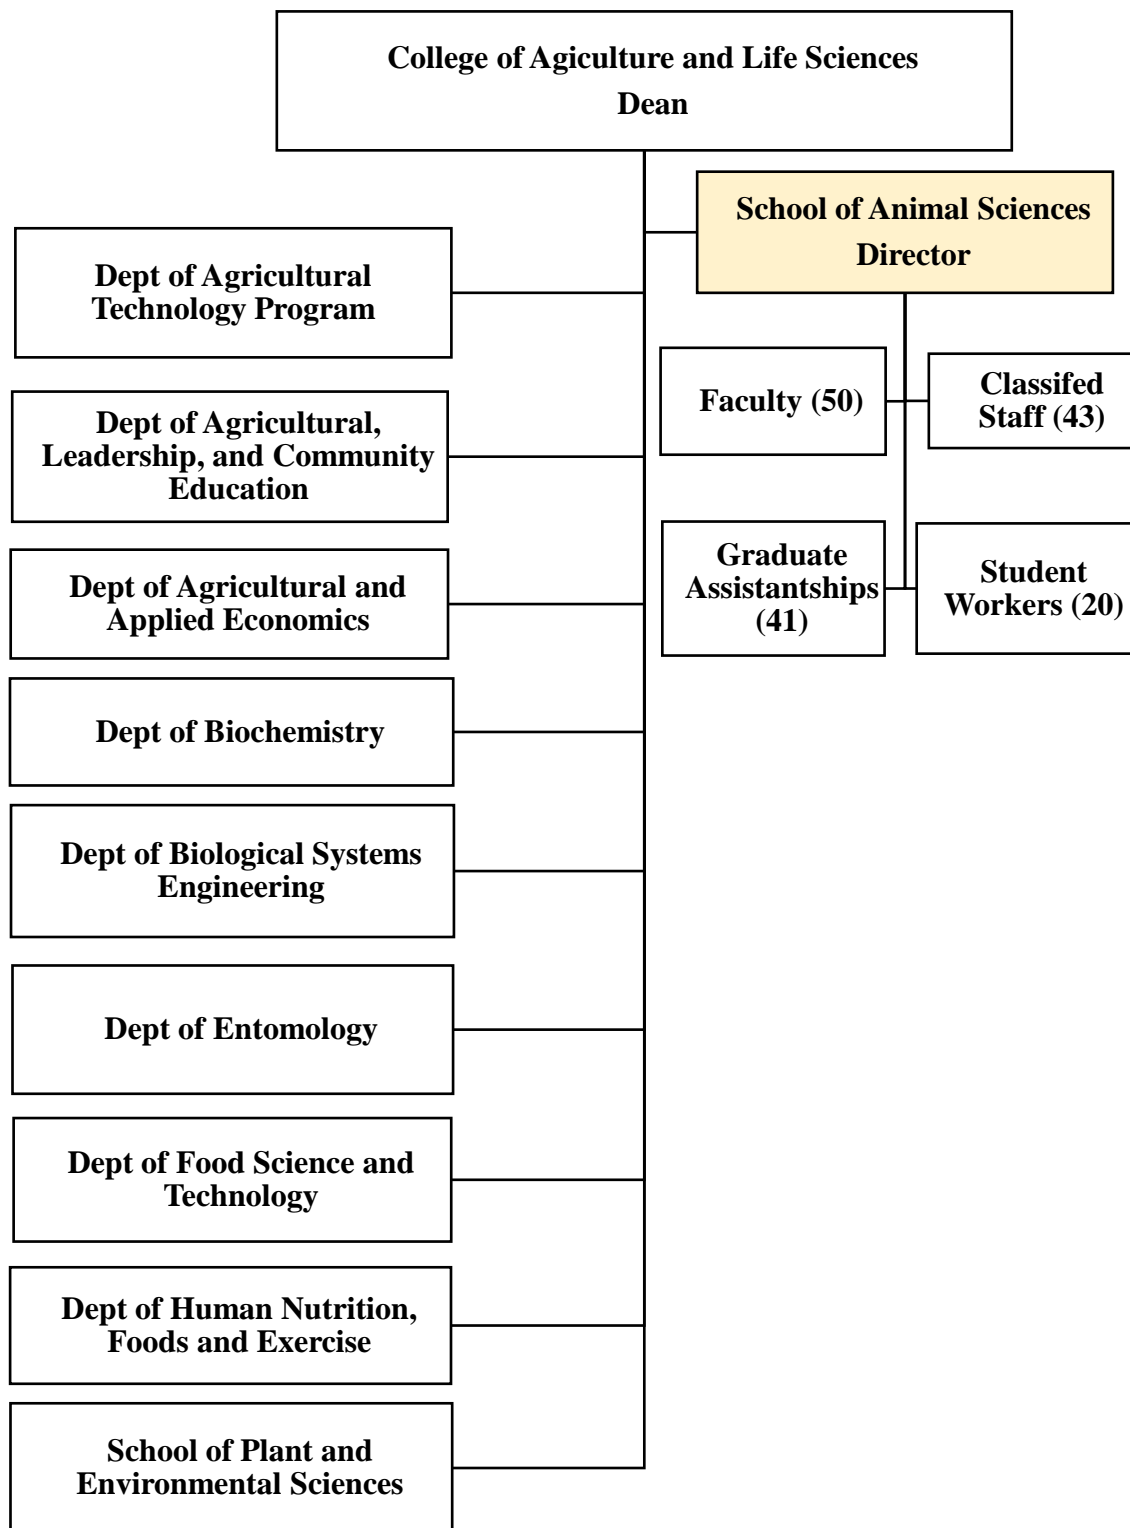 College of Agiculture and Life Sciences
Dean
School of Animal Sciences
Director
Dept of Agricultural
Technology Program
Faculty (50)
Classifed
Staff (43)
Dept of Agricultural,
Leadership, and Community
Education
Graduate
Assistantships
(41)
Student
Workers (20)
Dept of Agricultural and
Applied Economics
Dept of Biochemistry
Dept of Biological Systems
Engineering
Dept of Entomology
Dept of Food Science and
Technology
Dept of Human Nutrition,
Foods and Exercise
School of Plant and
Environmental Sciences